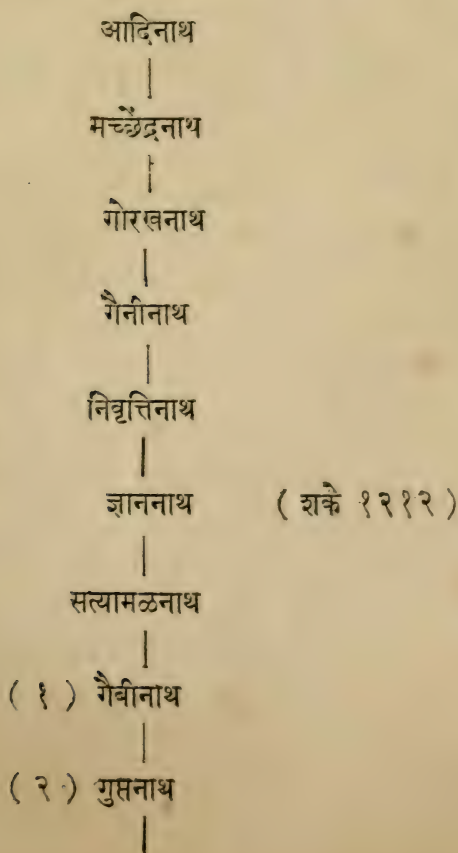 आदिनाथ
मच्छेंद्रनाथ
गोरखनाथ
गैनीनाथ
निवृत्तिनाथ
ज्ञाननाथ ( शके १२१२ )
सत्यामळनाथ
( १ ) गैबीनाथ
( २ ) गुप्तनाथ